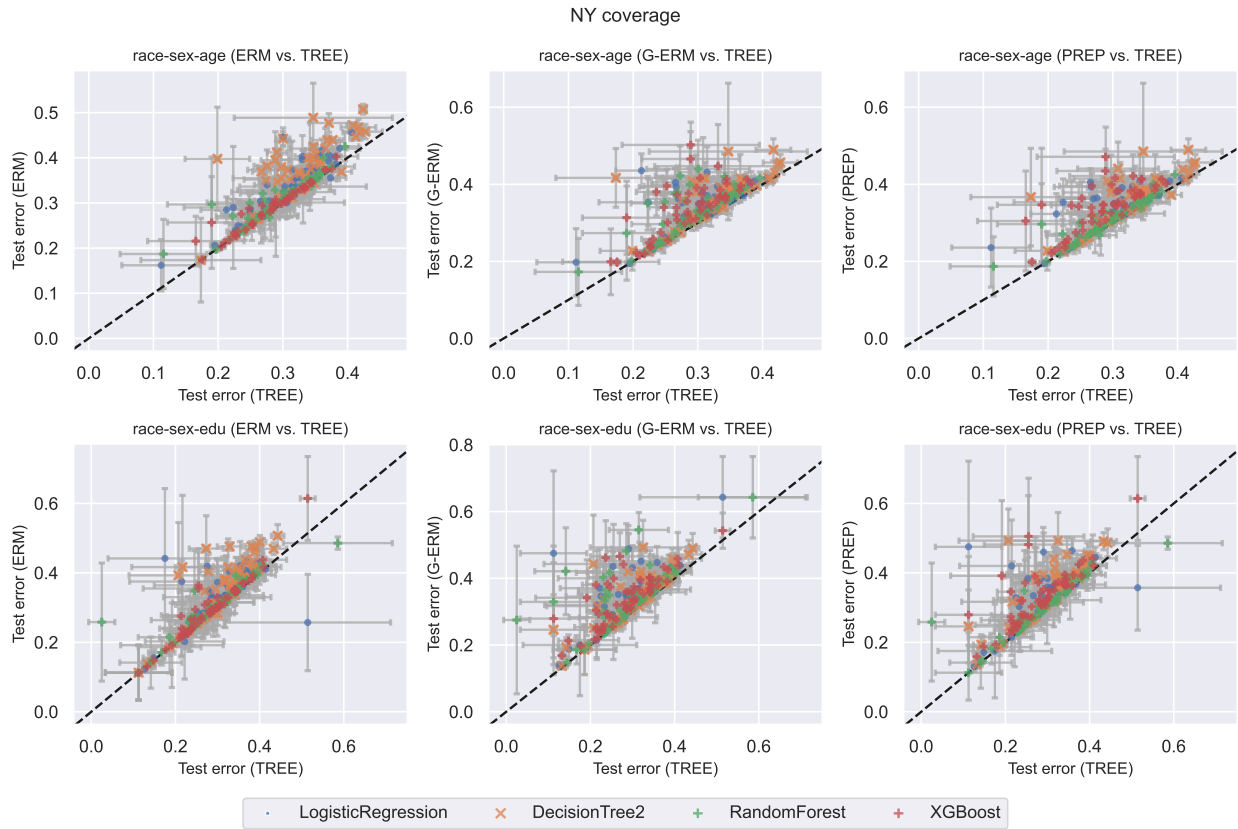 NY coverage
race-sex-age (ERM vs. TREE)
race-sex-age (G-ERM vs. TREE)
race-sex-age (PREP vs. TREE)
Test error (ERM)
0.5
0.4
0.3
0.2
0.1
0.0
0.0 0.1 0.2 0.3 0.4
Test error (TREE)
Test error (G-ERM)
0.6
0.4
0.2
0.0
0.0 0.1 0.2 0.3 0.4
Test error (TREE)
Test error (PREP)
0.6
0.4
0.2
0.0
0.0 0.1 0.2 0.3 0.4
Test error (TREE)
race-sex-edu (ERM vs. TREE)
race-sex-edu (G-ERM vs. TREE)
race-sex-edu (PREP vs. TREE)
Test error (ERM)
0.6
0.4
0.2
0.0
0.0 0.2 0.4 0.6
Test error (TREE)
Test error (G-ERM)
0.8
0.6
0.4
0.2
0.0
0.0 0.2 0.4 0.6
Test error (TREE)
Test error (PREP)
0.6
0.4
0.2
0.0
0.0 0.2 0.4 0.6
Test error (TREE)
LogisticRegression DecisionTree2 RandomForest XGBoost